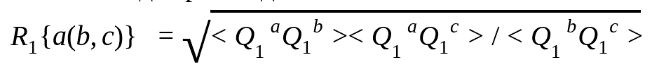 R₁{a(b, c)} = √< Q₁ᵃQ₁ᵇ >< Q₁ᵃQ₁ᶜ > / < Q₁ᵇQ₁ᶜ >